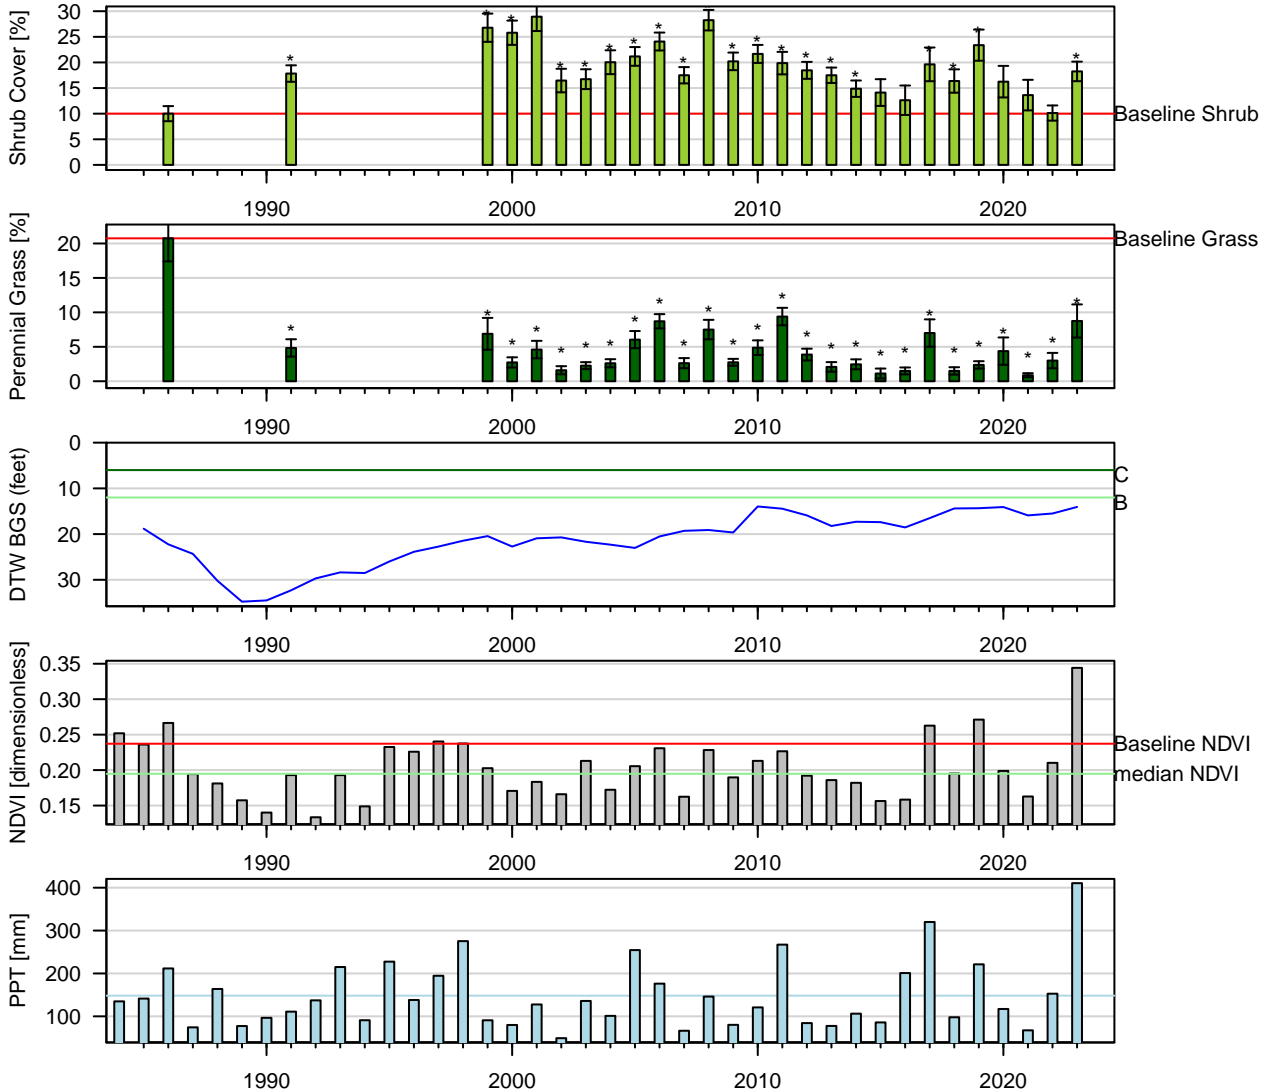 Shrub Cover [%]
30
25
20
15
10
5
0
* * * * * * * * * * * * * * * * * * *
Baseline Shrub
1990 2000 2010 2020
Perennial Grass [%]
20
15
10
5
0
* * * * * * * * * * * * * * * * * * * * * * * * * *
Baseline Grass
1990 2000 2010 2020
DTW BGS (feet)
0
10
20
30
C
B
1990 2000 2010 2020
NDVI [dimensionless]
0.35
0.30
0.25
0.20
0.15
Baseline NDVI
median NDVI
1990 2000 2010 2020
PPT [mm]
400
300
200
100
1990 2000 2010 2020